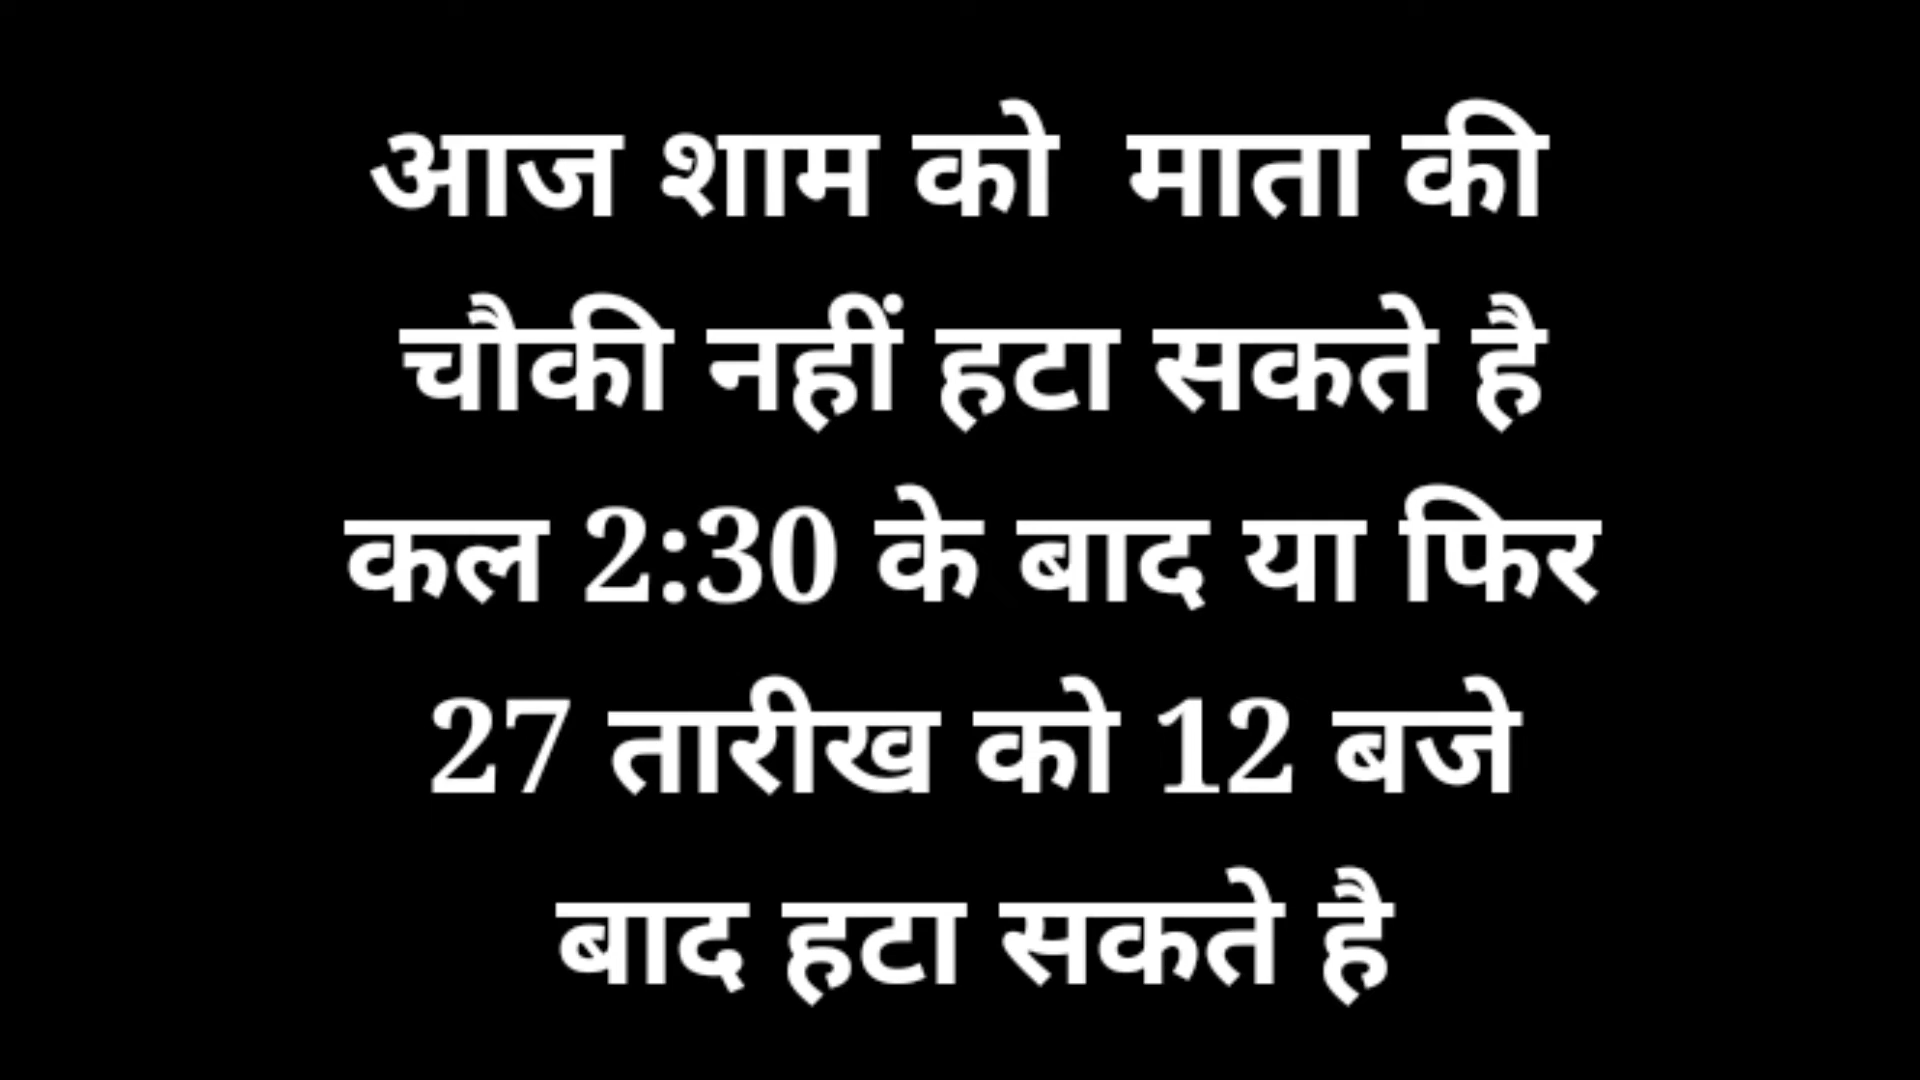 आज शाम को माता की
चौकी नहीं हटा सकते है
कल 2:30 के बाद या फिर
27 तारीख को 12 बजे
बाद हटा सकते है